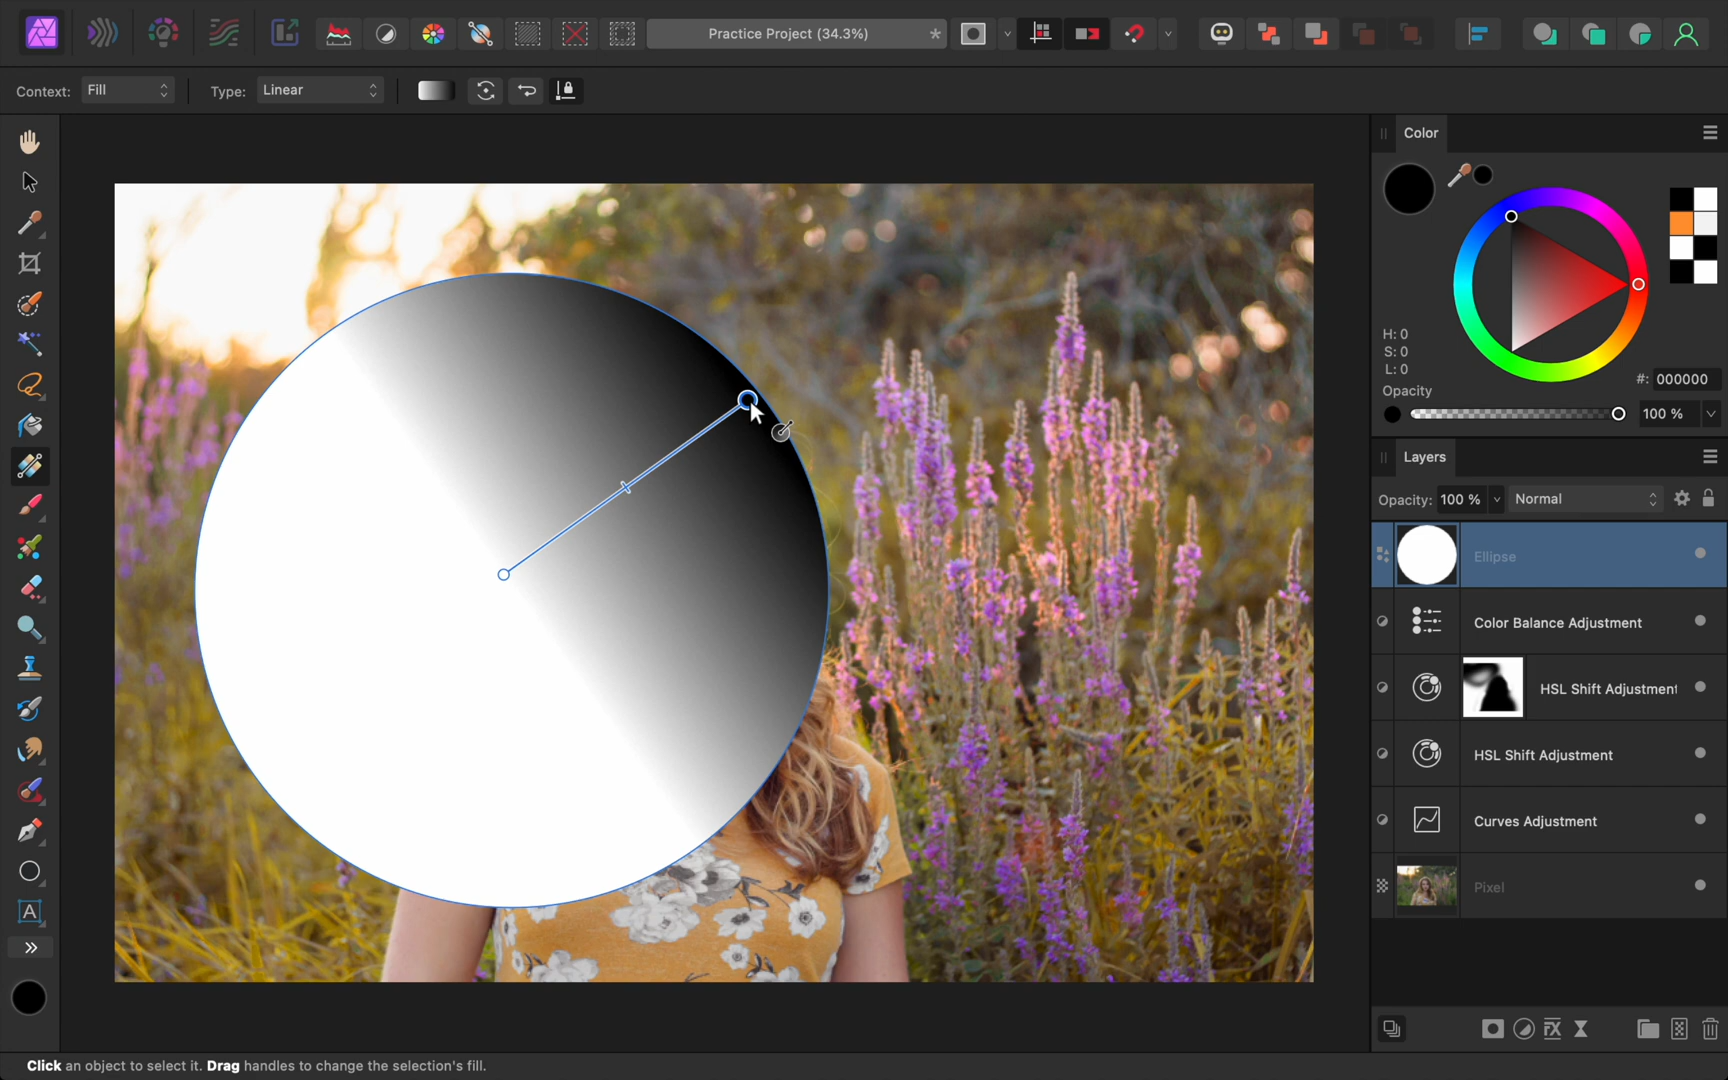 Practice Project (34.3%)
*
Context: Fill
Type: Linear
Color
H: 0
S: 0
L: 0
#: 000000
Opacity
100 %
Layers
Opacity: 100 % Normal
Ellipse
Color Balance Adjustment
HSL Shift Adjustment
HSL Shift Adjustment
Curves Adjustment
Pixel
A
FX
Click an object to select it. Drag handles to change the selection's fill.